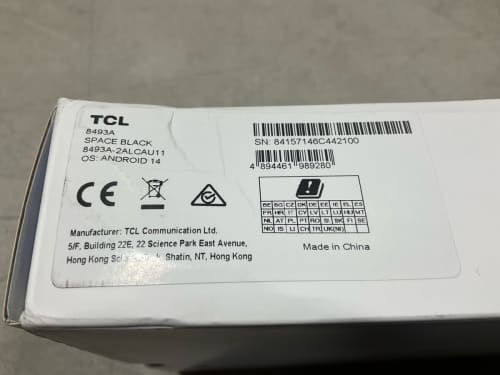 TCL
8493A
SPACE BLACK
8493A-2ALCAU11
OS: ANDROID 14
SN: 84157146C442100
4 894461 989280
BE BG CZ DK DE EE IE EL ES
FR HR IT CY LV LT LU HU MT
NL AT PL PT RO SI SK FI SE
NO IS LI CH TR UK(NI)
CE
Manufacturer: TCL Communication Ltd.
5/F, Building 22E, 22 Science Park East Avenue,
Hong Kong Shatin, NT, Hong Kong
Made in China